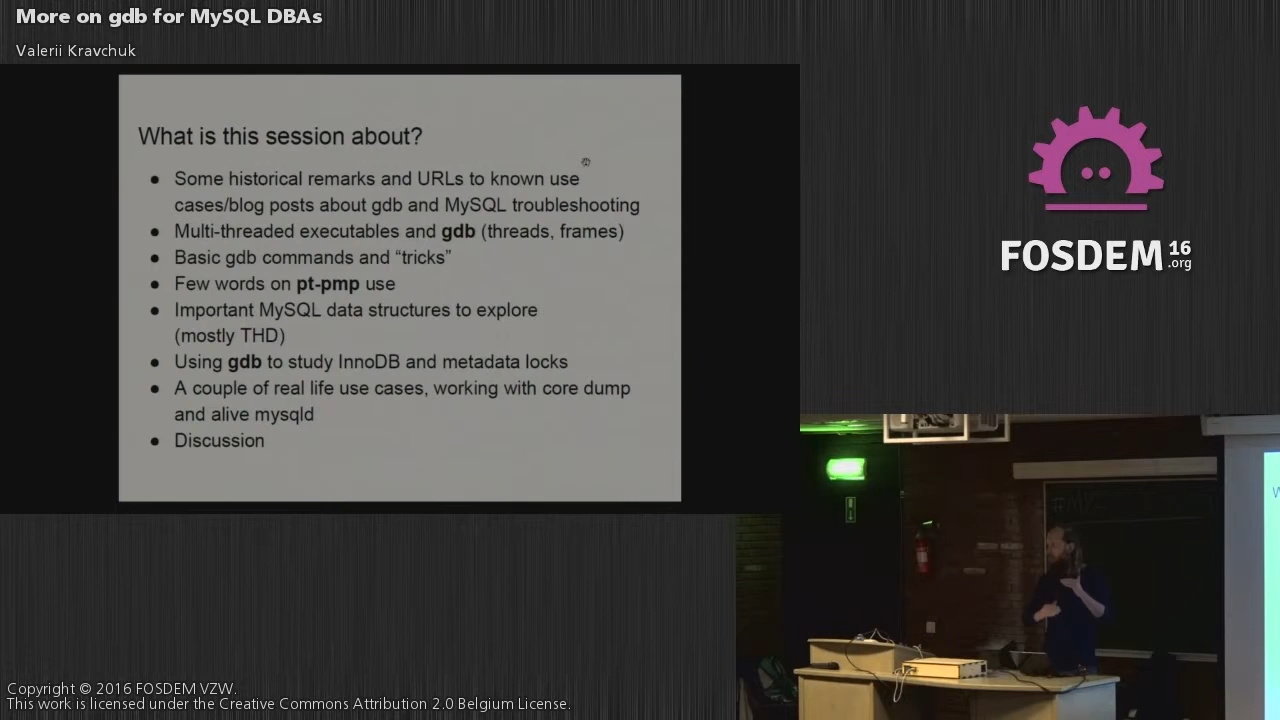 More on gdb for MySQL DBAs
Valerii Kravchuk
What is this session about?
● Some historical remarks and URLs to known use
cases/blog posts about gdb and MySQL troubleshooting
● Multi-threaded executables and gdb (threads, frames)
● Basic gdb commands and “tricks”
● Few words on pt-pmp use
● Important MySQL data structures to explore
(mostly THD)
● Using gdb to study InnoDB and metadata locks
● A couple of real life use cases, working with core dump
and alive mysqld
● Discussion
FOSDEM 16
.org
Copyright © 2016 FOSDEM VZW.
This work is licensed under the Creative Commons Attribution 2.0 Belgium License.